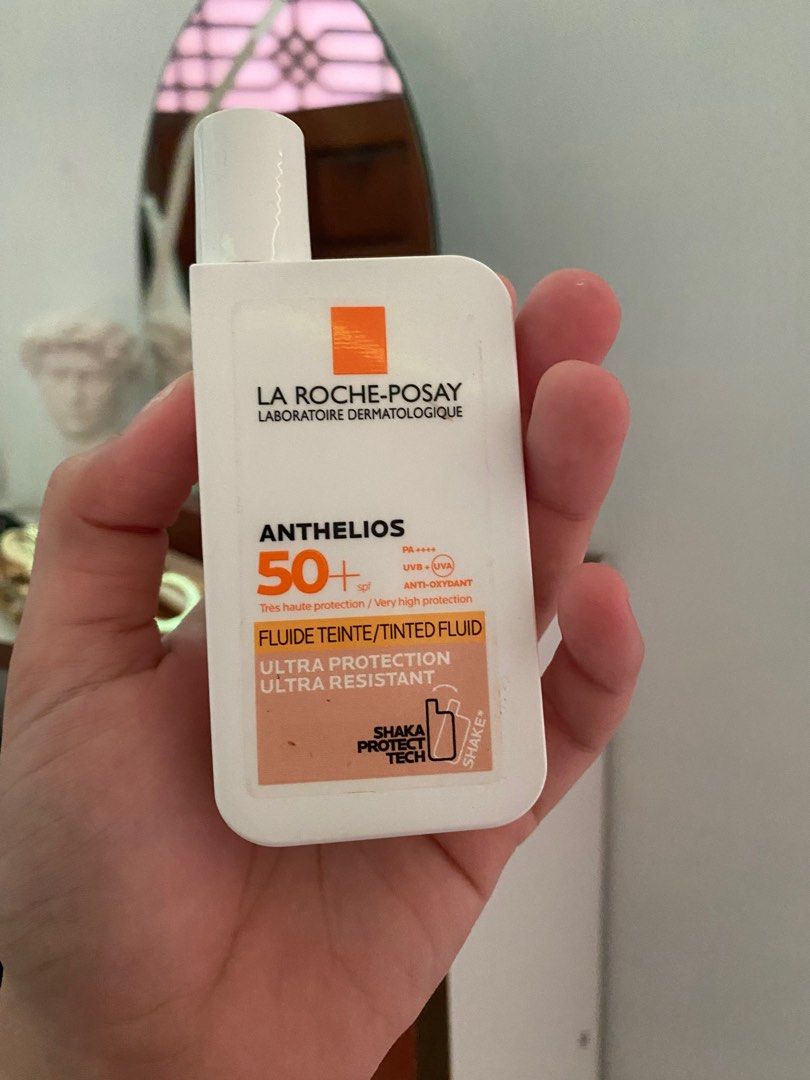 LA ROCHE-POSAY
LABORATOIRE DERMATOLOGIQUE
ANTHELIOS
50+ spf
PA ++++
UVB + UVA
ANTI-OXYDANT
Très haute protection / Very high protection
FLUIDE TEINTE/TINTED FLUID
ULTRA PROTECTION
ULTRA RESISTANT
SHAKA
PROTECT
TECH
SHAKE*